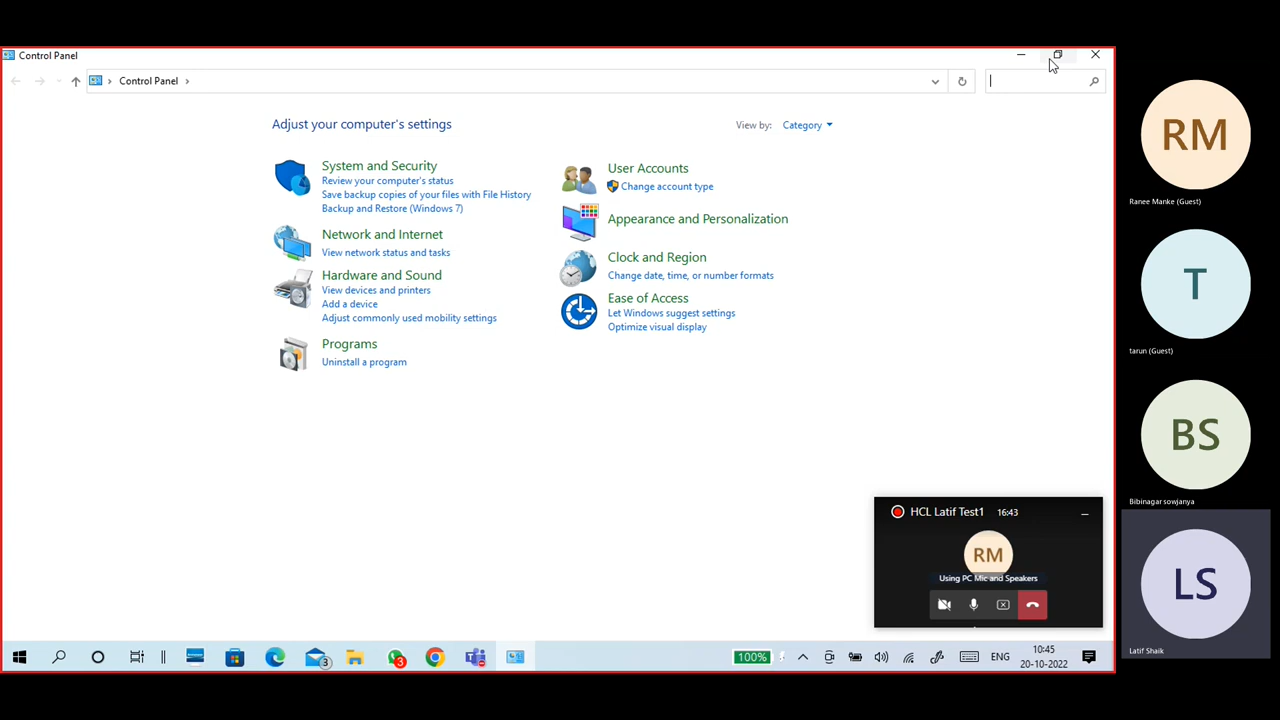 Control Panel
Control Panel
Adjust your computer's settings
View by: Category
System and Security
Review your computer's status
Save backup copies of your files with File History
Backup and Restore (Windows 7)
Network and Internet
View network status and tasks
Hardware and Sound
View devices and printers
Add a device
Adjust commonly used mobility settings
Programs
Uninstall a program
User Accounts
Change account type
Appearance and Personalization
Clock and Region
Change date, time, or number formats
Ease of Access
Let Windows suggest settings
Optimize visual display
HCL Latif Test1 16:43
RM
Using PC Mic and Speakers
3
3
100%
ENG
10:45
20-10-2022
RM
Ranee Manke (Guest)
T
tarun (Guest)
BS
Bibinagar sowjanya
LS
Latif Shaik